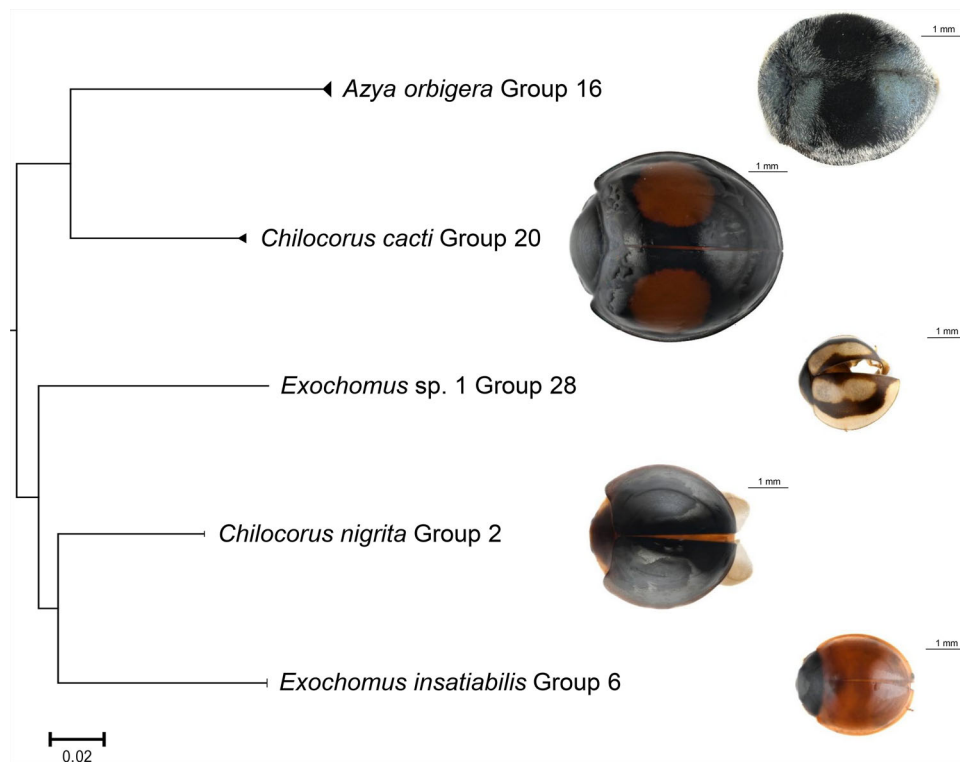 1 mm
Azya orbigera Group 16
1 mm
Chilocorus cacti Group 20
1 mm
Exochomus sp. 1 Group 28
1 mm
Chilocorus nigrita Group 2
1 mm
Exochomus insatiabilis Group 6
0.02